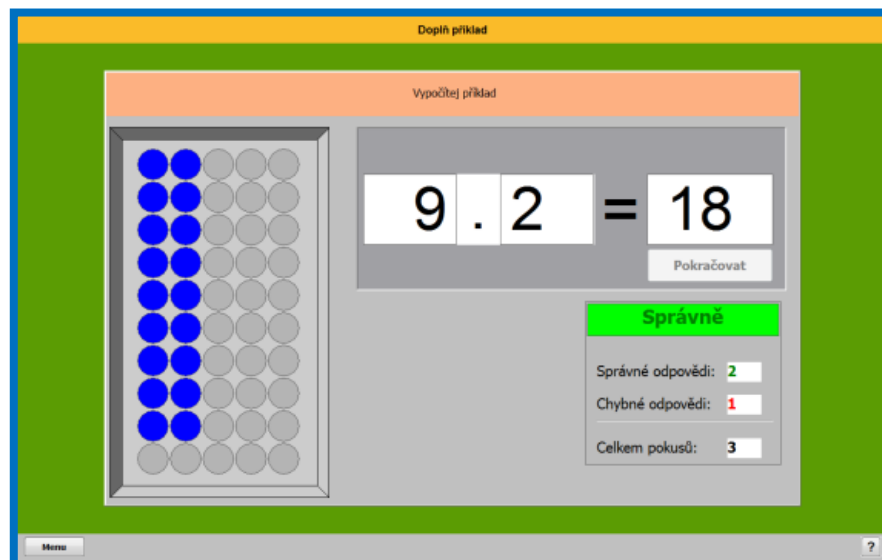 Doplň příklad
Vypočítej příklad
9 . 2 = 18
Pokračovat
Správně
Správné odpovědi: 2
Chybné odpovědi: 1
Celkem pokusů: 3
Menu ?